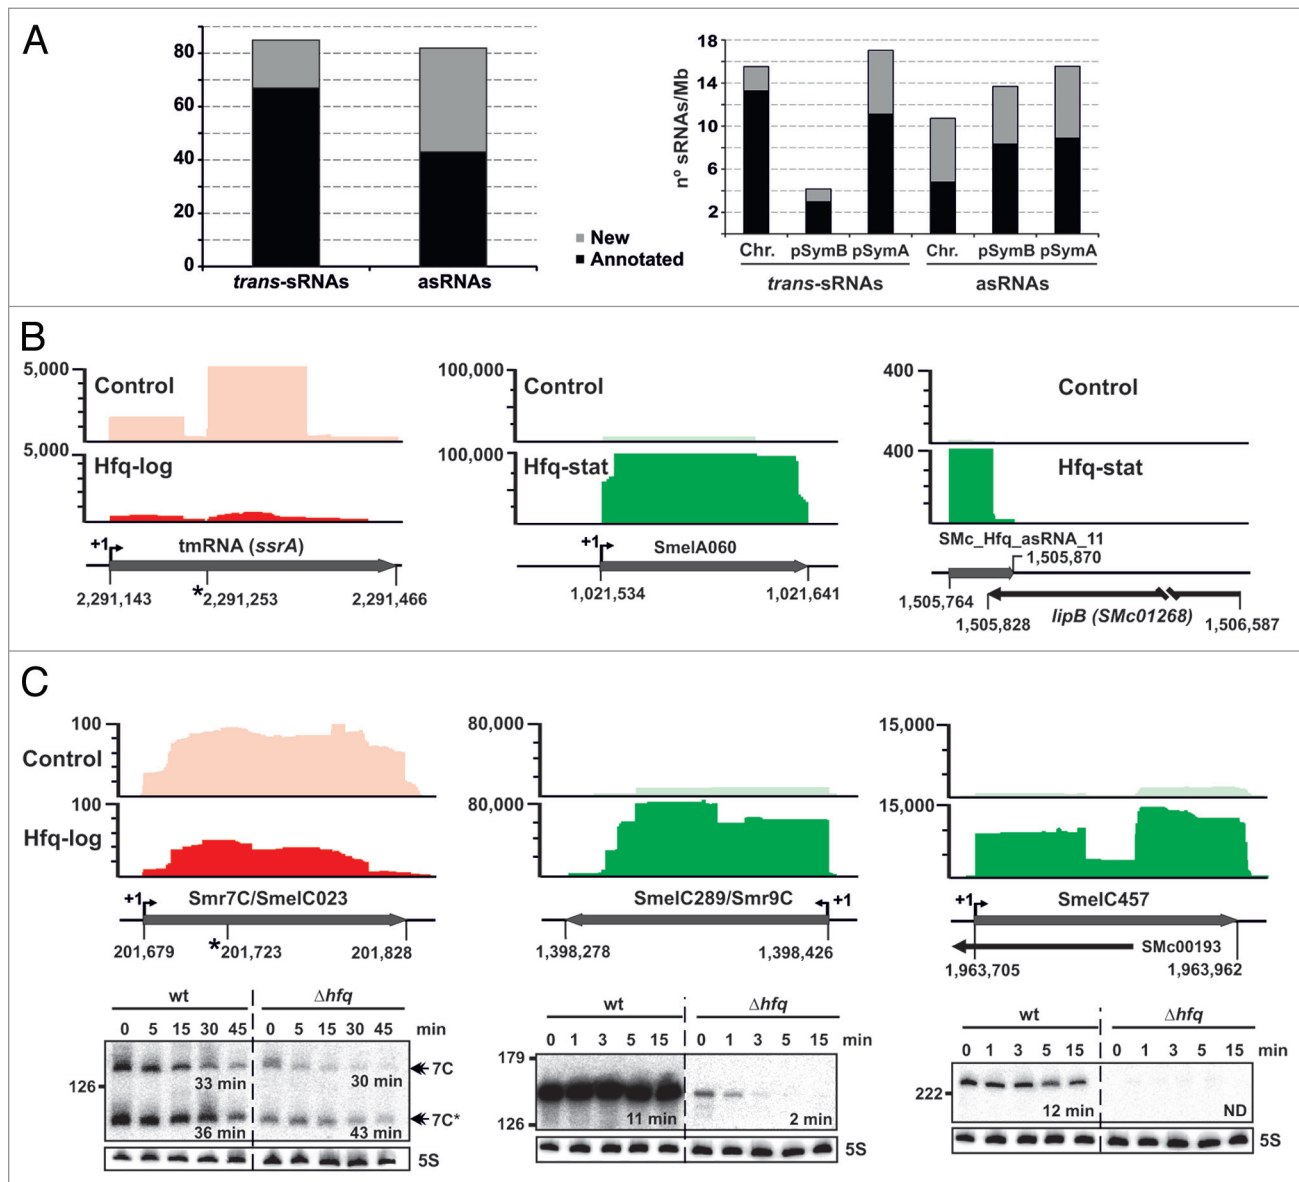 A
80
60
40
20
0
trans-sRNAs
asRNAs
New
Annotated
nº sRNAs/Mb
18
14
10
6
2
Chr.
pSymB
pSymA
Chr.
pSymB
pSymA
trans-sRNAs
asRNAs
B
5,000
Control
5,000
Hfq-log
+1
tmRNA (ssrA)
2,291,143
*2,291,253
2,291,466
100,000
Control
100,000
Hfq-stat
+1
SmelA060
1,021,534
1,021,641
400
Control
400
Hfq-stat
SMc_Hfq_asRNA_11
1,505,870
1,505,764
1,505,828
lipB (SMc01268)
1,506,587
C
100
Control
100
Hfq-log
+1
Smr7C/SmelC023
201,679
*201,723
201,828
wt
Δhfq
0 5 15 30 45 0 5 15 30 45 min
126
33 min
30 min
7C
36 min
43 min
7C*
5S
80,000
80,000
SmelC289/Smr9C
+1
1,398,278
1,398,426
wt
Δhfq
0 1 3 5 15 0 1 3 5 15 min
179
126
11 min
2 min
5S
15,000
15,000
+1
SmelC457
SMc00193
1,963,705
1,963,962
wt
Δhfq
0 1 3 5 15 0 1 3 5 15 min
222
12 min
ND
5S